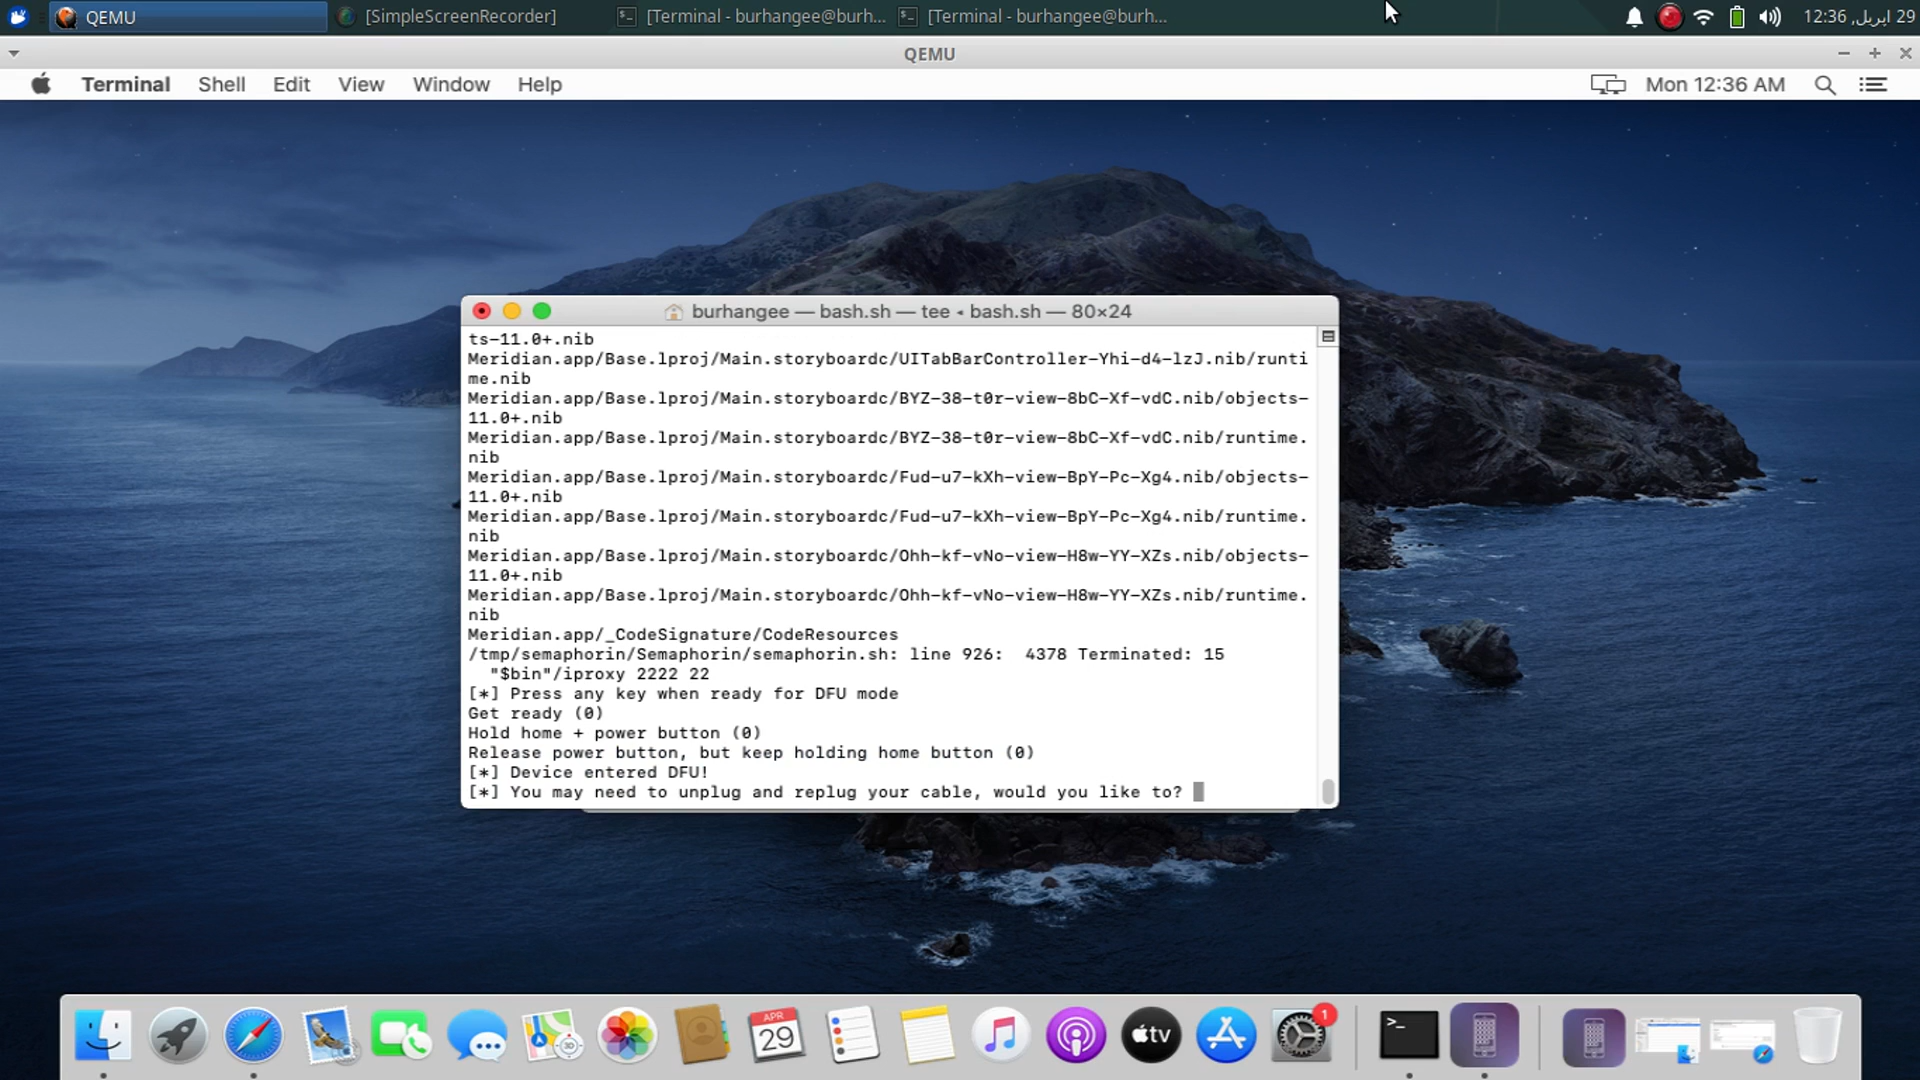 QEMU
[SimpleScreenRecorder]
[Terminal - burhangee@burh...
[Terminal - burhangee@burh...
29 اپریل, 12:36
QEMU
Terminal Shell Edit View Window Help
Mon 12:36 AM
burhangee — bash.sh — tee ◂ bash.sh — 80×24
ts-11.0+.nib
Meridian.app/Base.lproj/Main.storyboardc/UITabBarController-Yhi-d4-lzJ.nib/runti
me.nib
Meridian.app/Base.lproj/Main.storyboardc/BYZ-38-t0r-view-8bC-Xf-vdC.nib/objects-
11.0+.nib
Meridian.app/Base.lproj/Main.storyboardc/BYZ-38-t0r-view-8bC-Xf-vdC.nib/runtime.
nib
Meridian.app/Base.lproj/Main.storyboardc/Fud-u7-kXh-view-BpY-Pc-Xg4.nib/objects-
11.0+.nib
Meridian.app/Base.lproj/Main.storyboardc/Fud-u7-kXh-view-BpY-Pc-Xg4.nib/runtime.
nib
Meridian.app/Base.lproj/Main.storyboardc/Ohh-kf-vNo-view-H8w-YY-XZs.nib/objects-
11.0+.nib
Meridian.app/Base.lproj/Main.storyboardc/Ohh-kf-vNo-view-H8w-YY-XZs.nib/runtime.
nib
Meridian.app/_CodeSignature/CodeResources
/tmp/semaphorin/Semaphorin/semaphorin.sh: line 926:  4378 Terminated: 15
"$bin"/iproxy 2222 22
[*] Press any key when ready for DFU mode
Get ready (0)
Hold home + power button (0)
Release power button, but keep holding home button (0)
[*] Device entered DFU!
[*] You may need to unplug and replug your cable, would you like to?
APR
29
tv
1
>_